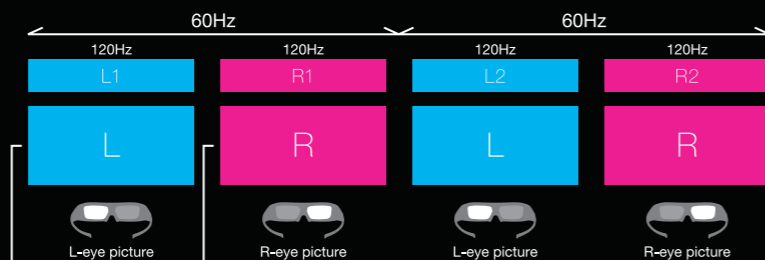 60Hz 60Hz
120Hz 120Hz 120Hz 120Hz
L1 R1 L2 R2
L R L R
L-eye picture R-eye picture L-eye picture R-eye picture